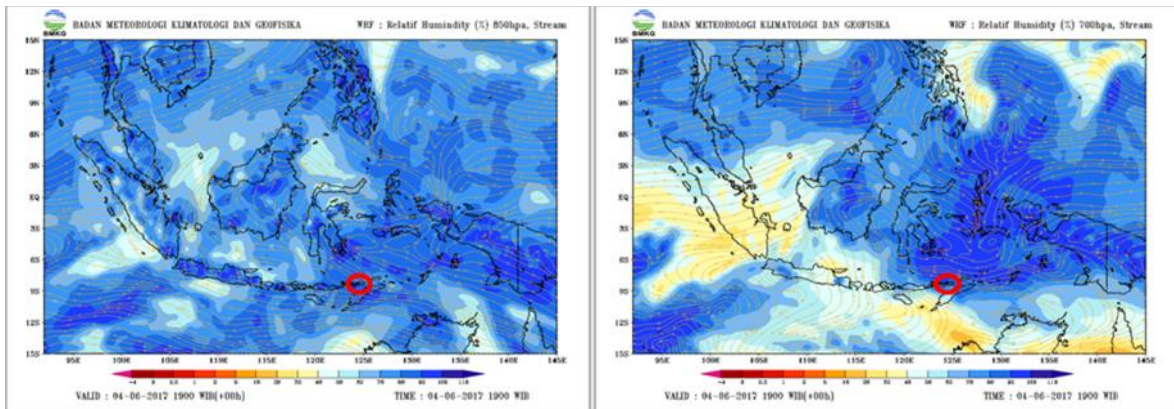 BADAN METEOROLOGI KLIMATOLOGI DAN GEOFISIKA
WRF : Relatif Humindity (%) 850hpa, Stream
BMKG
15N
12N
9N
6N
3N
EQ
3S
6S
9S
12S
15S
95E 100E 105E 110E 115E 120E 125E 130E 135E 140E 145E
VALID : 04-06-2017 1900 WIB(+00h)
TIME : 04-06-2017 1900 WIB
BADAN METEOROLOGI KLIMATOLOGI DAN GEOFISIKA
WRF : Relatif Humidity (%) 700hpa, Stream
BMKG
15N
12N
9N
6N
3N
EQ
3S
6S
9S
12S
15S
95E 100E 105E 110E 115E 120E 125E 130E 135E 140E 145E
VALID : 04-06-2017 1900 WIB(+00h)
TIME : 04-06-2017 1900 WIB